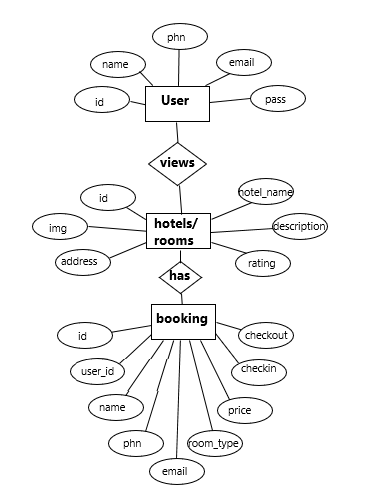 phn
name
email
id
User
pass
views
id
hotel_name
img
hotels/
rooms
description
address
rating
has
booking
id
checkout
user_id
checkin
name
price
phn
room_type
email